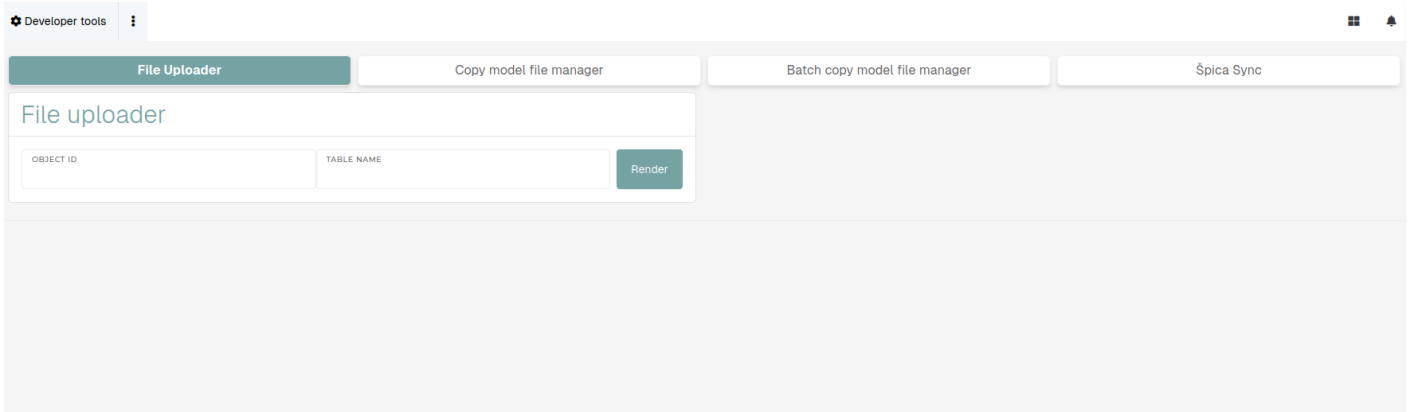 Developer tools
File Uploader
Copy model file manager
Batch copy model file manager
Špica Sync
File uploader
OBJECT ID
TABLE NAME
Render